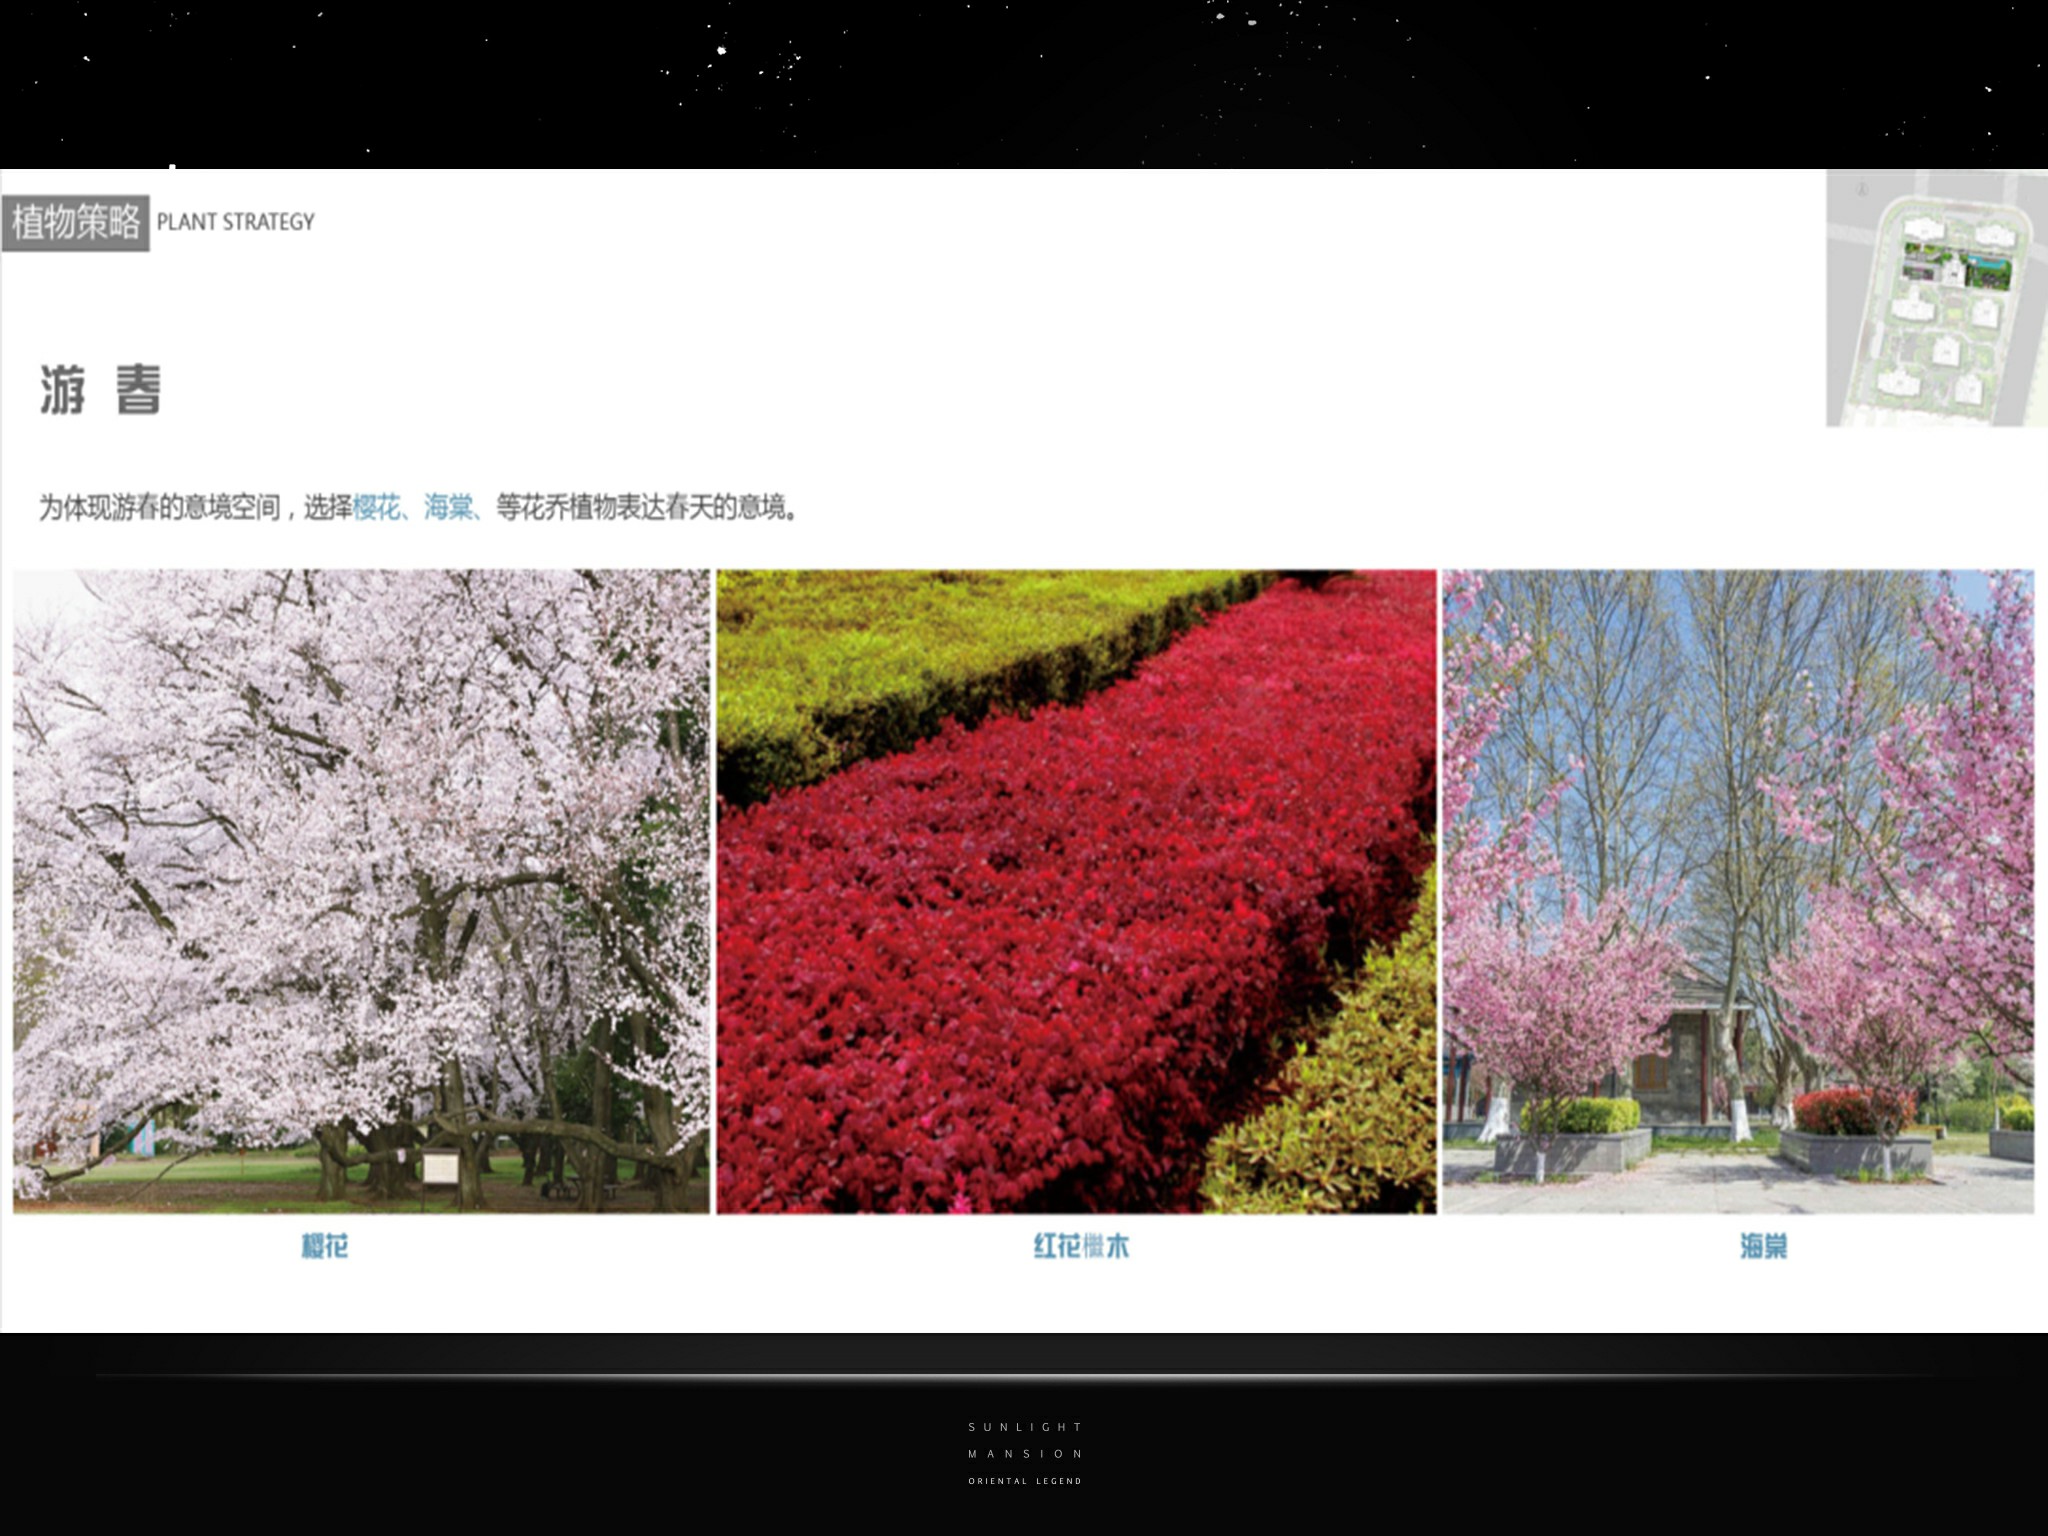 植物策略 PLANT STRATEGY
游 春
为体现游春的意境空间，选择樱花、海棠、等花乔植物表达春天的意境。
樱花
红花檵木
海棠
SUNLIGHT
MANSION
ORIENTAL LEGEND